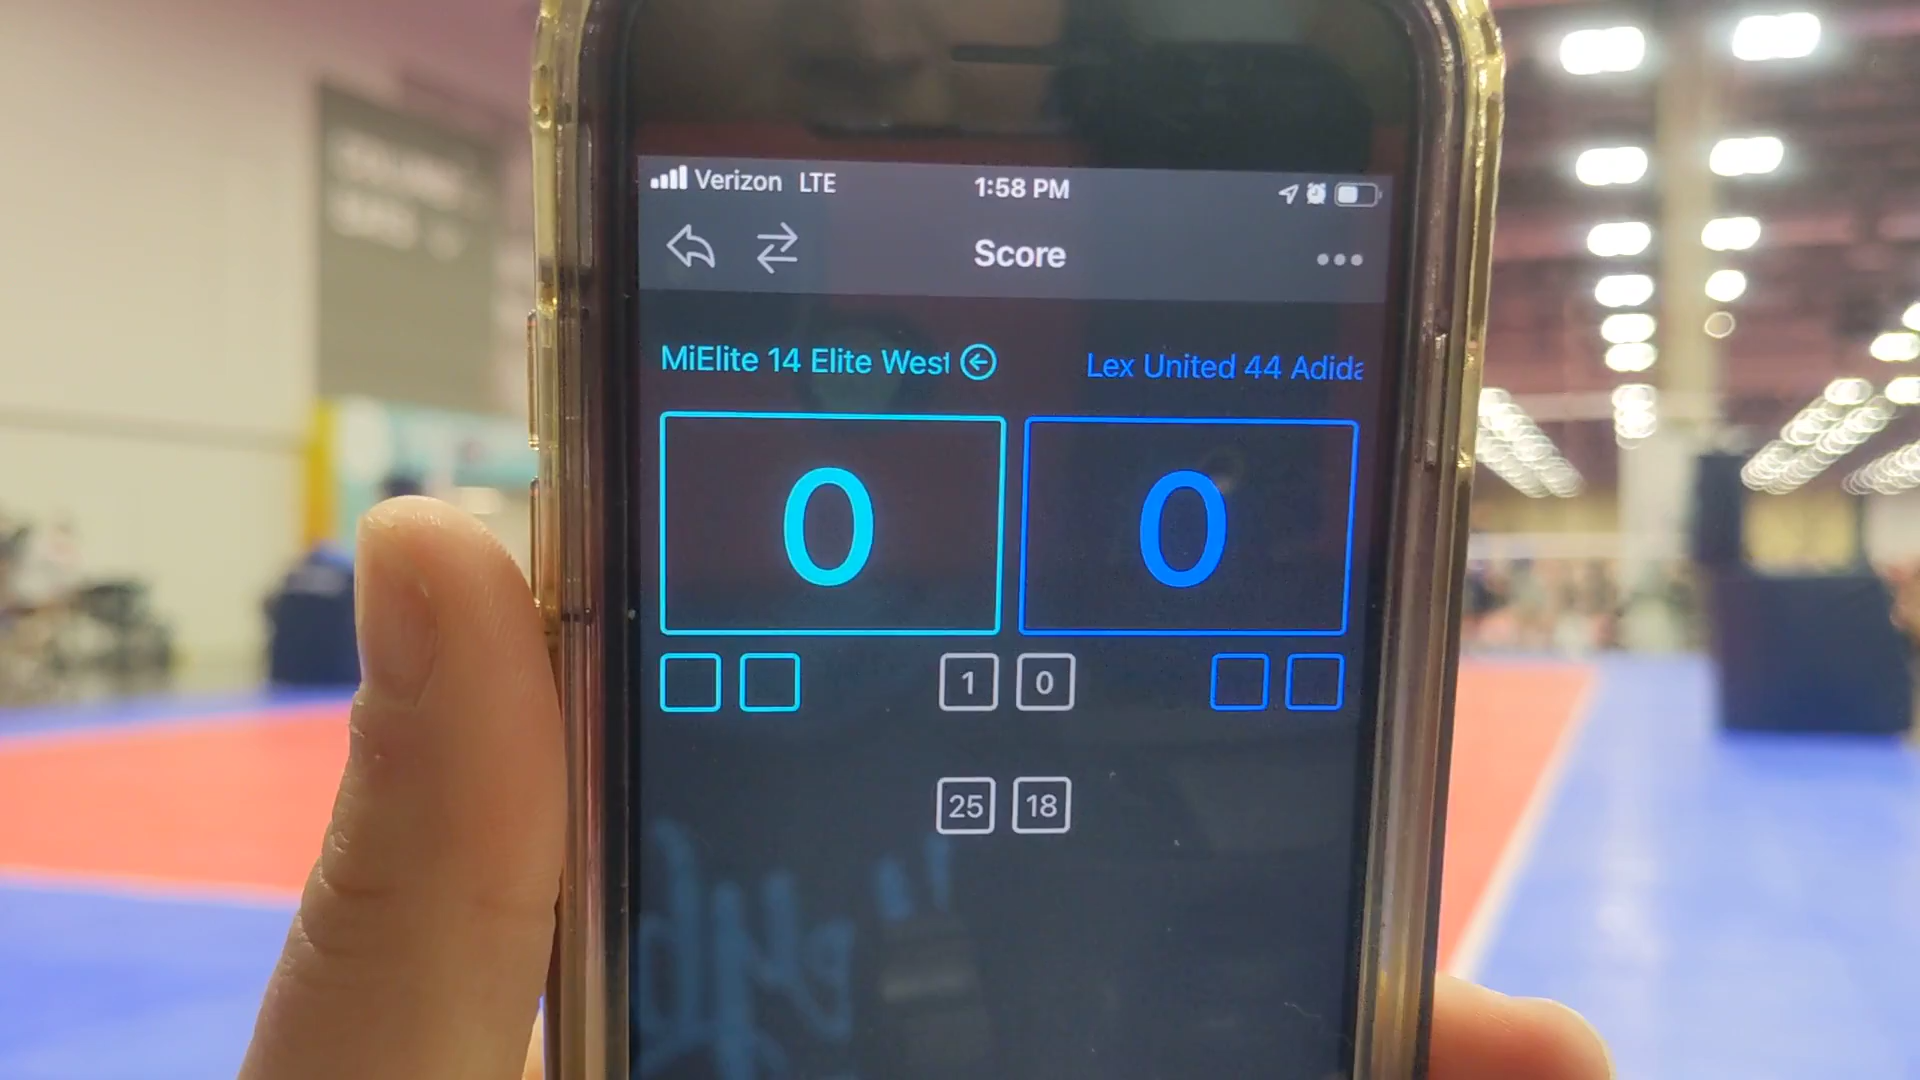 Verizon LTE 1:58 PM
Score
MiElite 14 Elite West Lex United 44 Adida
0 0
1 0
25 18